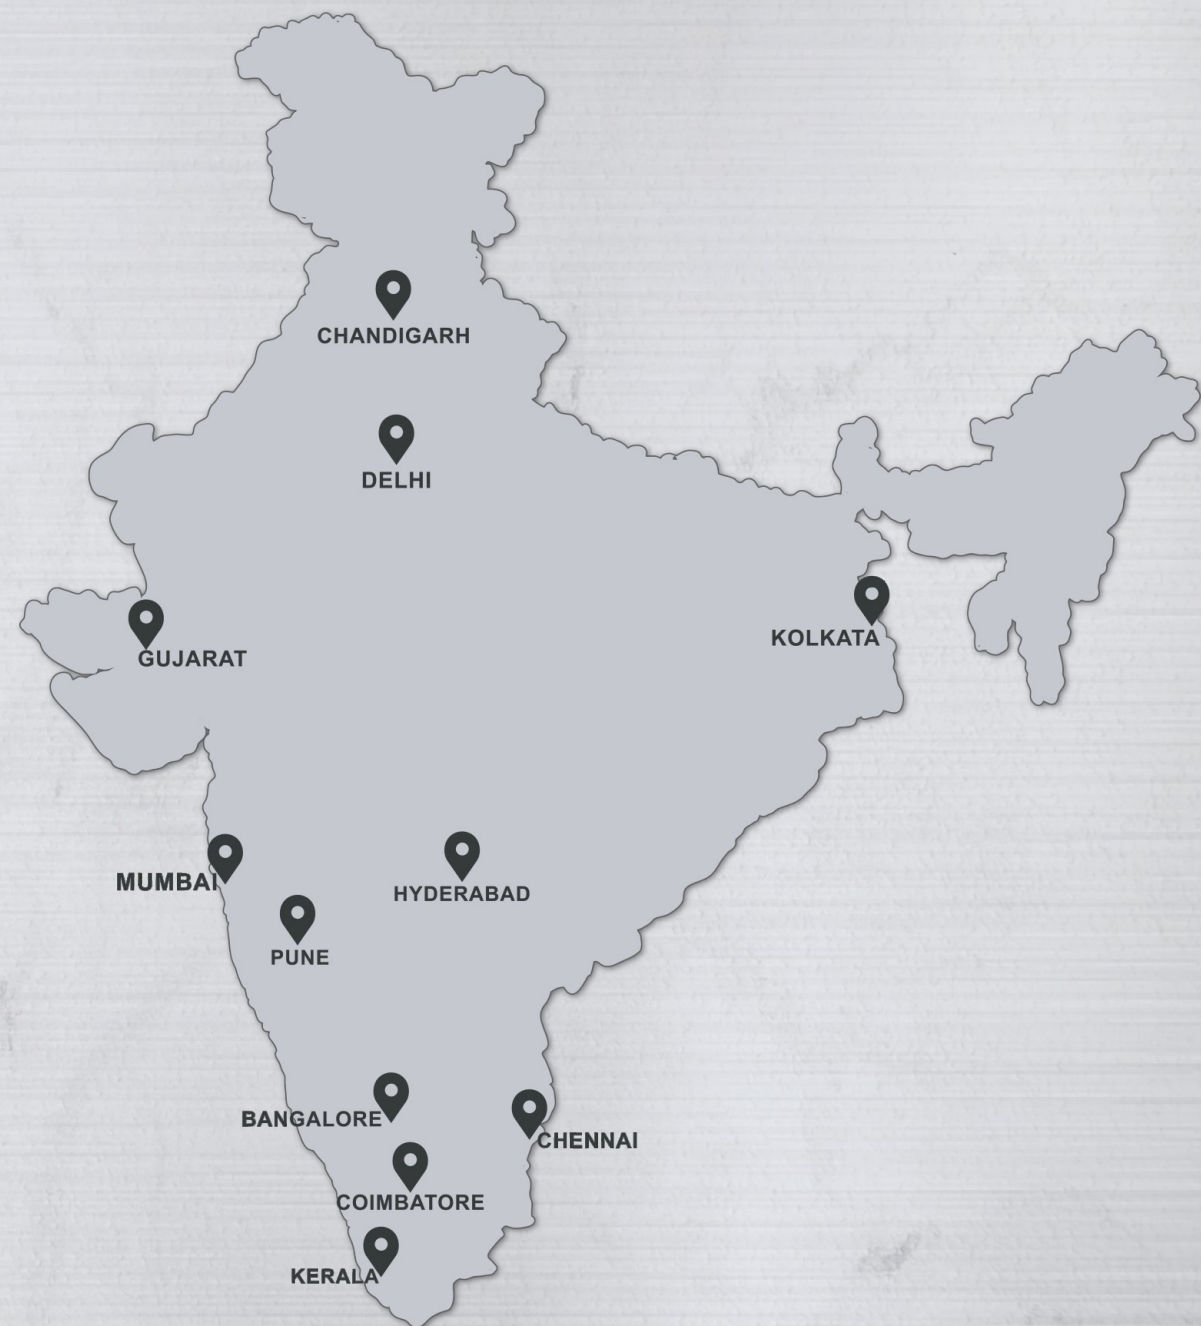 CHANDIGARH
DELHI
KOLKATA
GUJARAT
MUMBAI
HYDERABAD
PUNE
BANGALORE
CHENNAI
COIMBATORE
KERALA